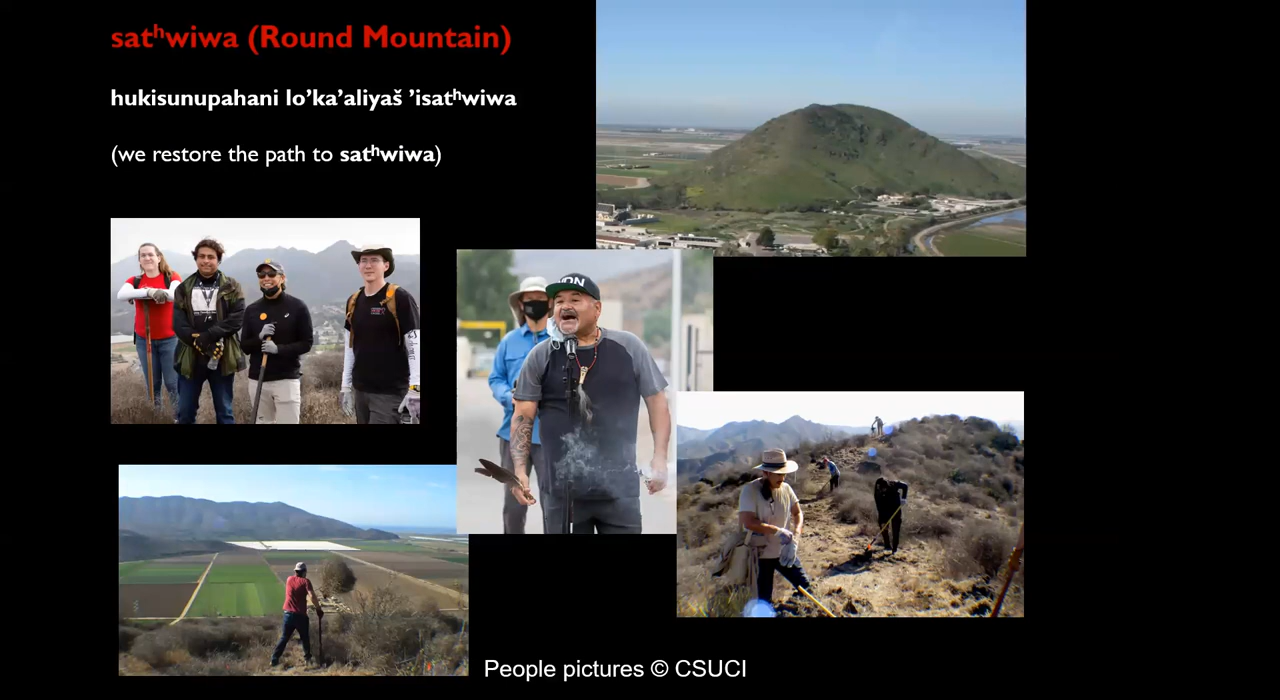 satʰwiwa (Round Mountain)
hukisunupahani lo’ka’aliyaš ’isatʰwiwa
(we restore the path to satʰwiwa)
People pictures © CSUCI